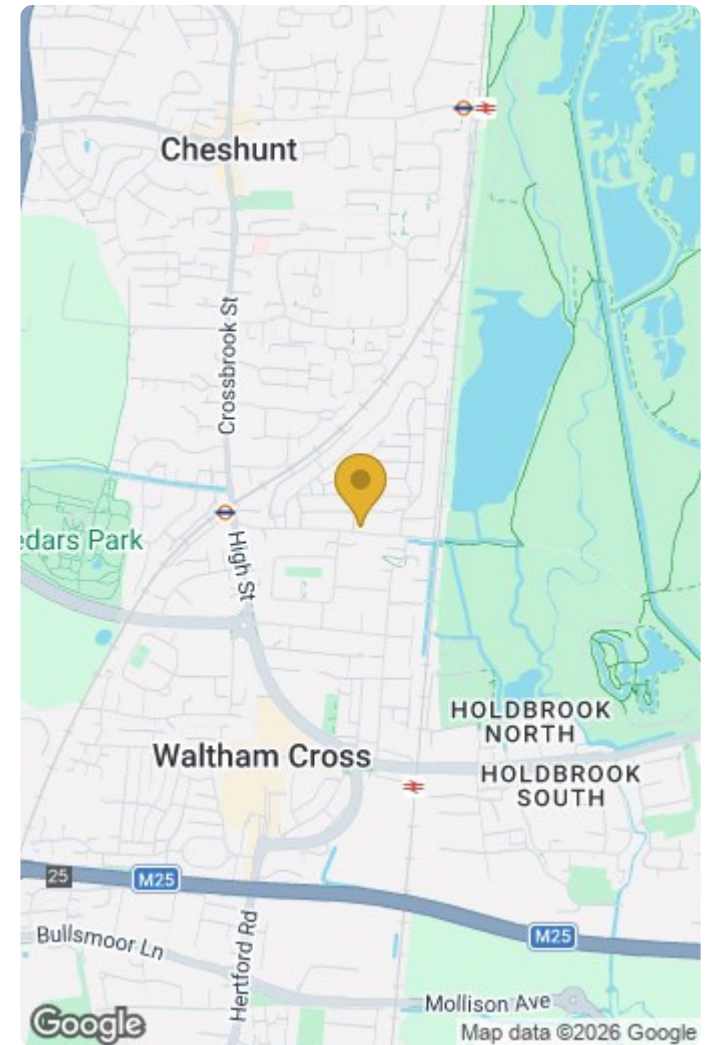 Cheshunt
Crossbrook St
edars Park
High St
HOLDBROOK
NORTH
Waltham Cross
HOLDBROOK
SOUTH
25
M25
M25
Bullsmoor Ln
Hertford Rd
Mollison Ave
Google
Map data ©2026 Google